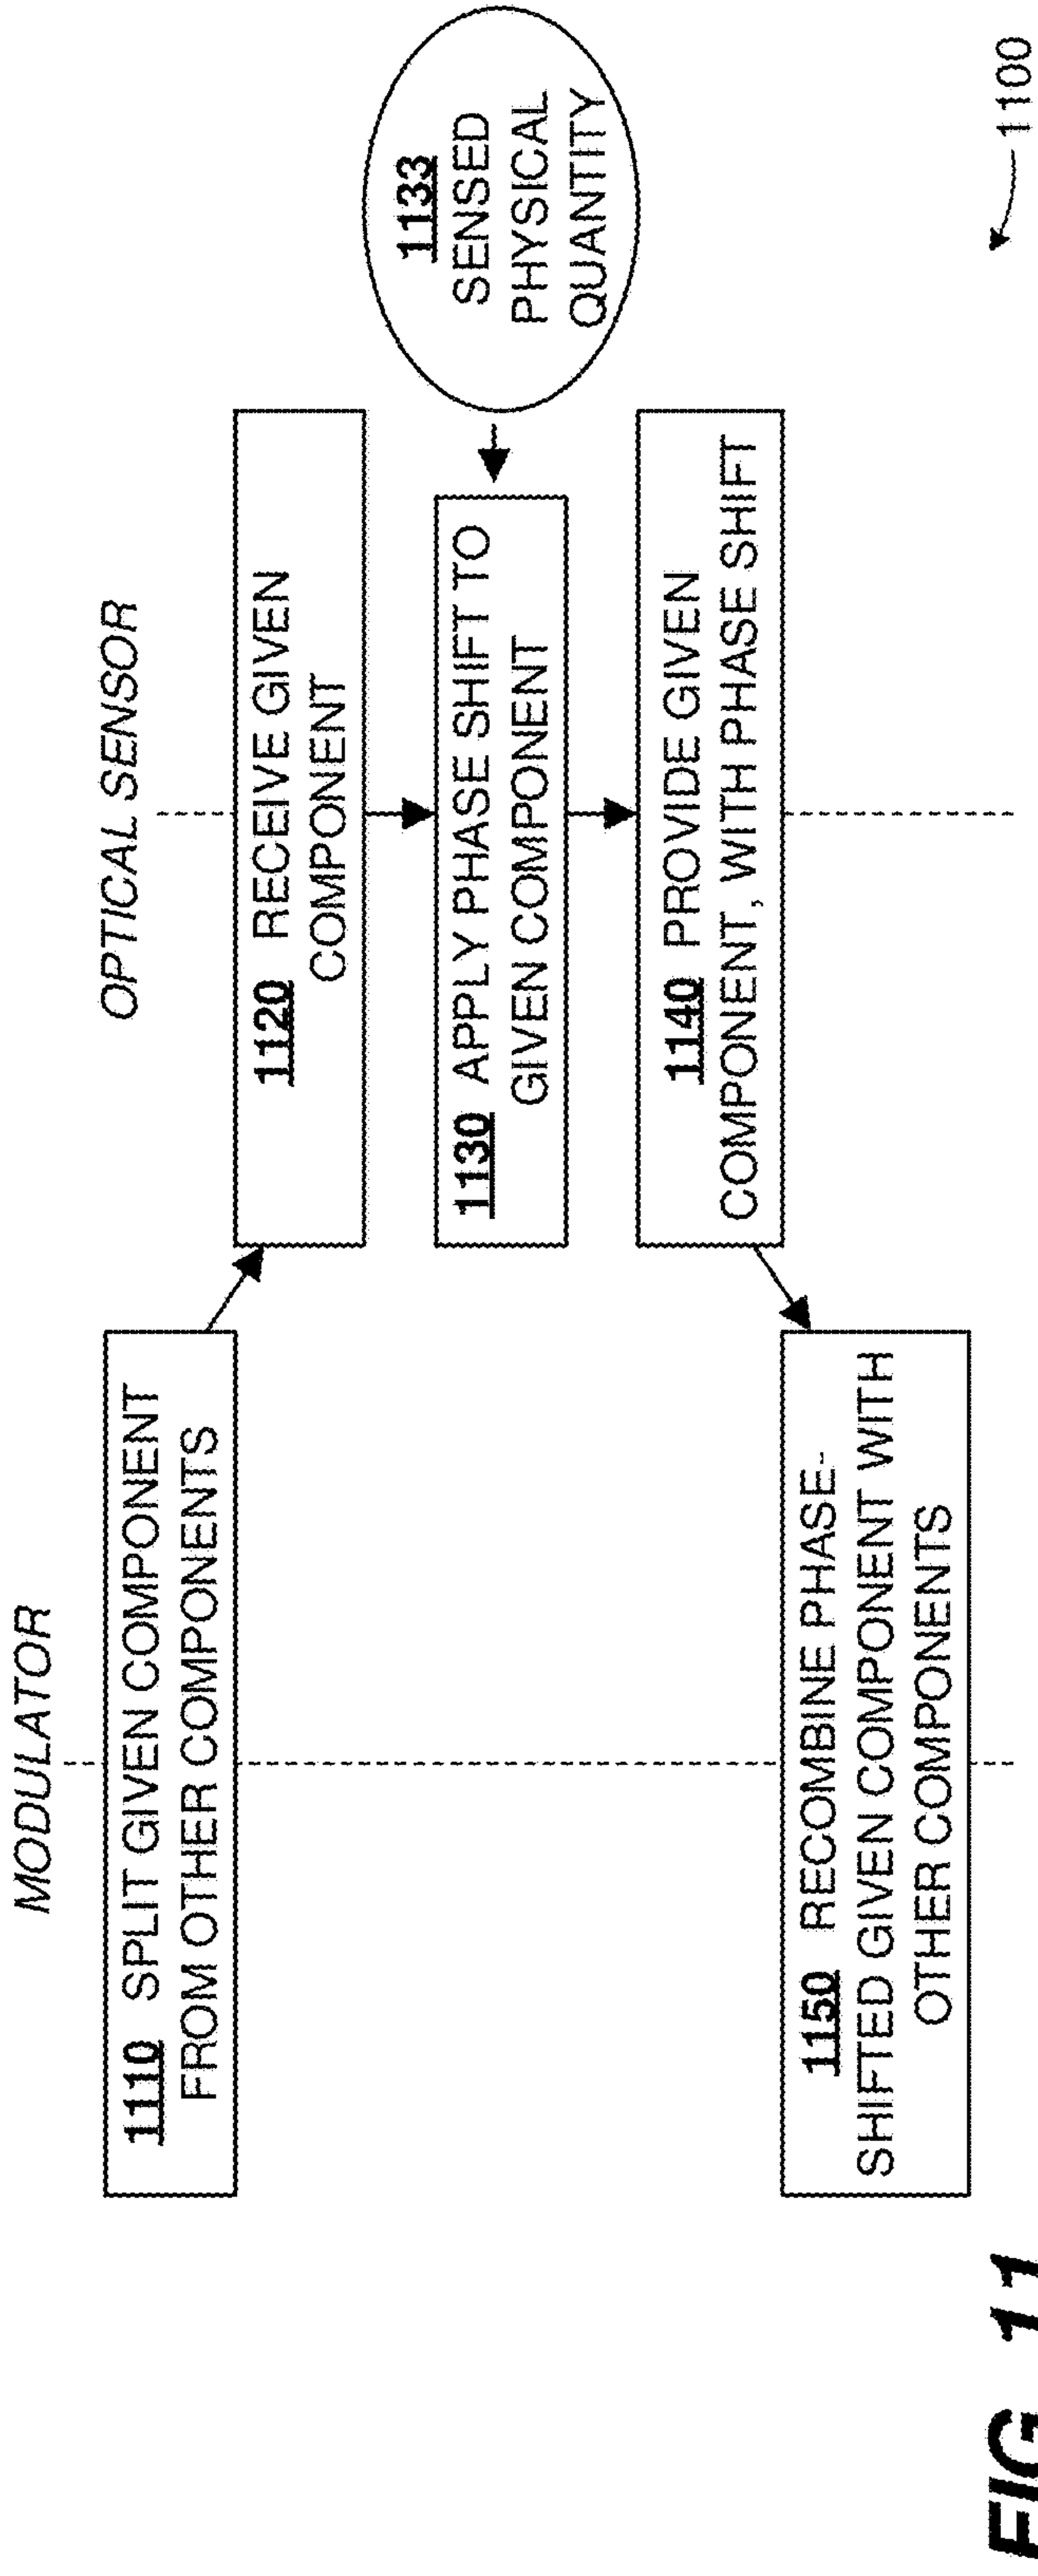 MODULATOR
OPTICAL SENSOR
1110 SPLIT GIVEN COMPONENT
FROM OTHER COMPONENTS
1120 RECEIVE GIVEN
COMPONENT
1130 APPLY PHASE SHIFT TO
GIVEN COMPONENT
1133
SENSED
PHYSICAL
QUANTITY
1140 PROVIDE GIVEN
COMPONENT, WITH PHASE SHIFT
1150 RECOMBINE PHASE-
SHIFTED GIVEN COMPONENT WITH
OTHER COMPONENTS
1100
FIG 11